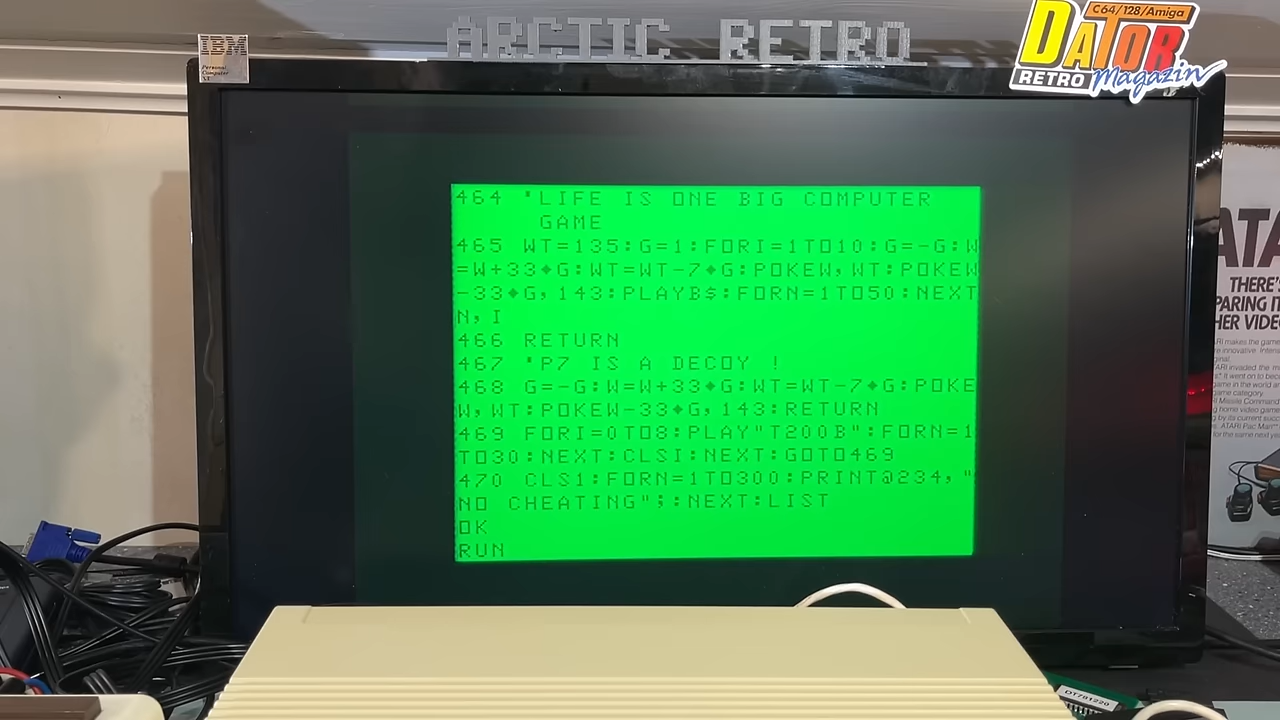 ARCTIC RETRO
C64/128/Amiga
DATOR
RETRO Magazin
IBM
Personal
Computer
464 'LIFE IS ONE BIG COMPUTER
GAME
465 WT=135:G=1:FORI=1TO10:G=-G:W
=W+33*G:WT=WT-7*G:POKEW,WT:POKEW
-33*G,143:PLAYB$:FORN=1TO50:NEXT
N,I
466 RETURN
467 'P7 IS A DECOY !
468 G=-G:W=W+33*G:WT=WT-7*G:POKE
W,WT:POKEW-33*G,143:RETURN
469 FORI=0TO8:PLAY"T200B":FORN=1
TO30:NEXT:CLSI:NEXT:GOTO469
470 CLS1:FORN=1TO300:PRINT@234,"
NO CHEATING";:NEXT:LIST
OK
RUN
ATA
THERE'S
PARING I
HER VIDE
DT781220